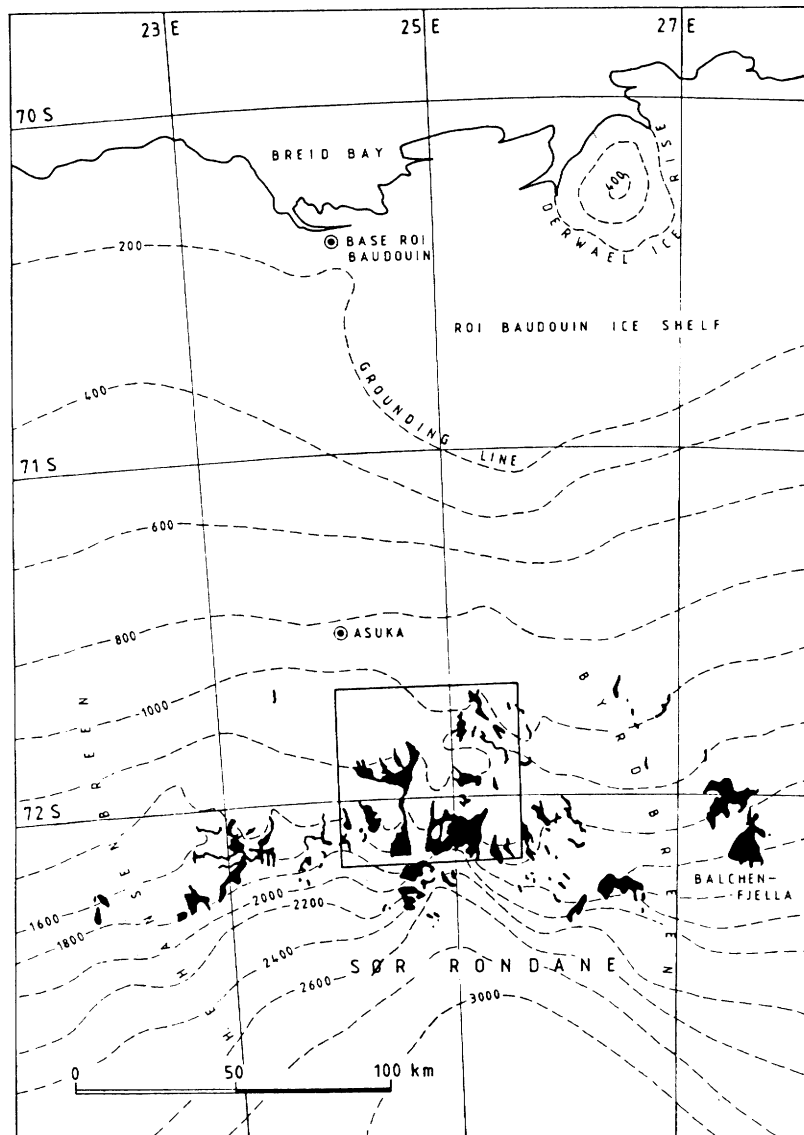 23 E 25 E 27 E
70 S
BREID BAY
400
DERWAEL ICE RISE
BASE ROI
BAUDOUIN
200
ROI BAUDOUIN ICE SHELF
GROUNDING LINE
400
71 S
600
800
ASUKA
1000
BYRDBREEN
72 S
HANSENBREEN
BALCHEN-
FJELLA
1600
1800
2000
2200
2400
2600
SØR RONDANE
3000
0 50 100 km